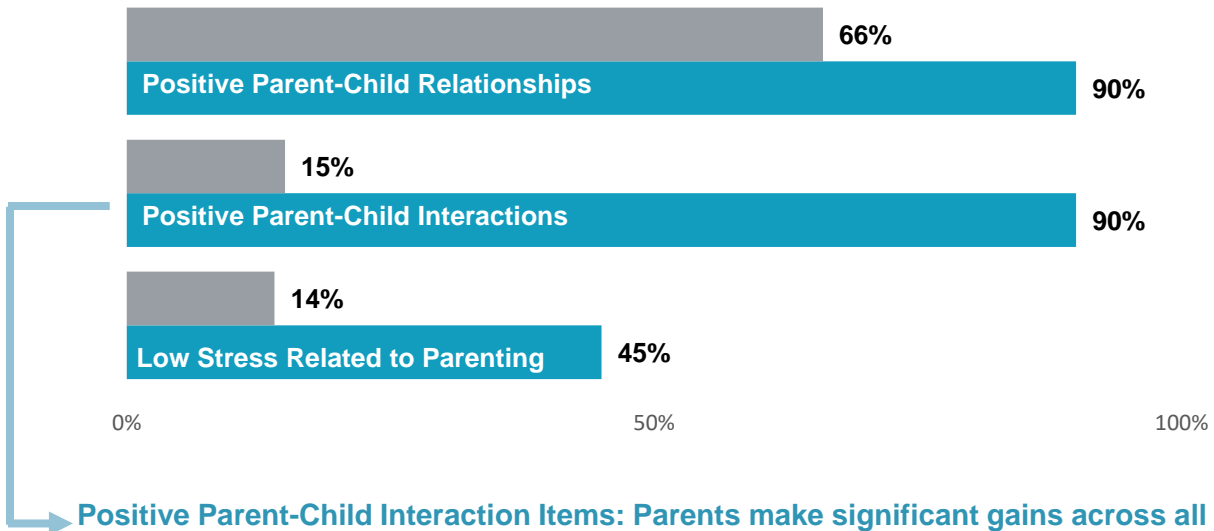 66%
Positive Parent-Child Relationships
90%
15%
Positive Parent-Child Interactions
90%
14%
Low Stress Related to Parenting
45%
0% 50% 100%
Positive Parent-Child Interaction Items: Parents make significant gains across all